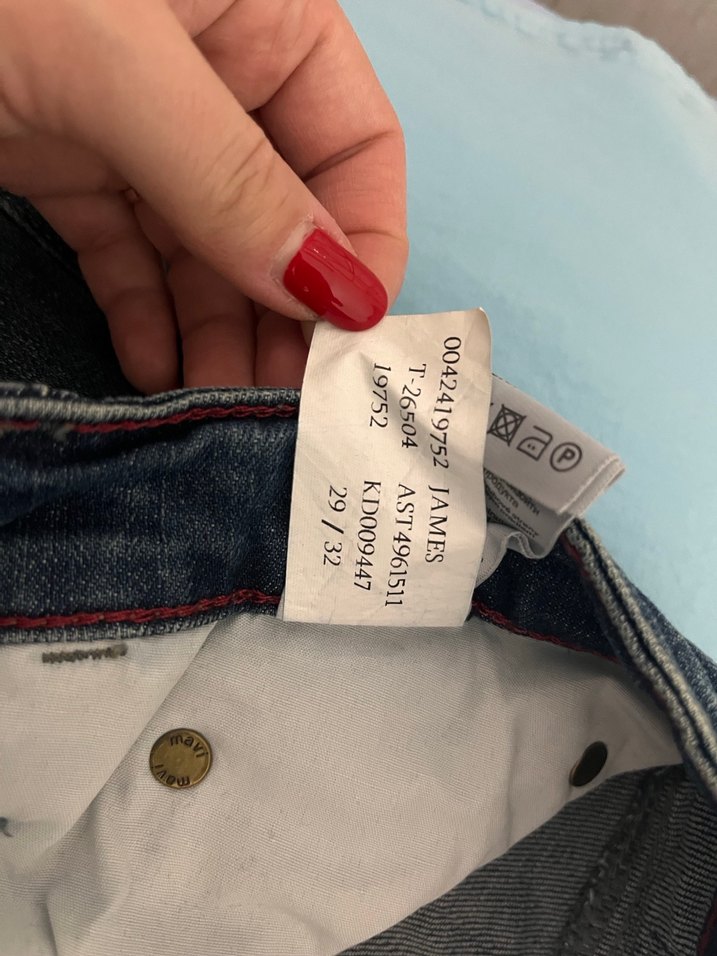 0042419752 JAMES
T-26504 AST4961511
19752 KD009447
29 / 32
P
mavi
mavi